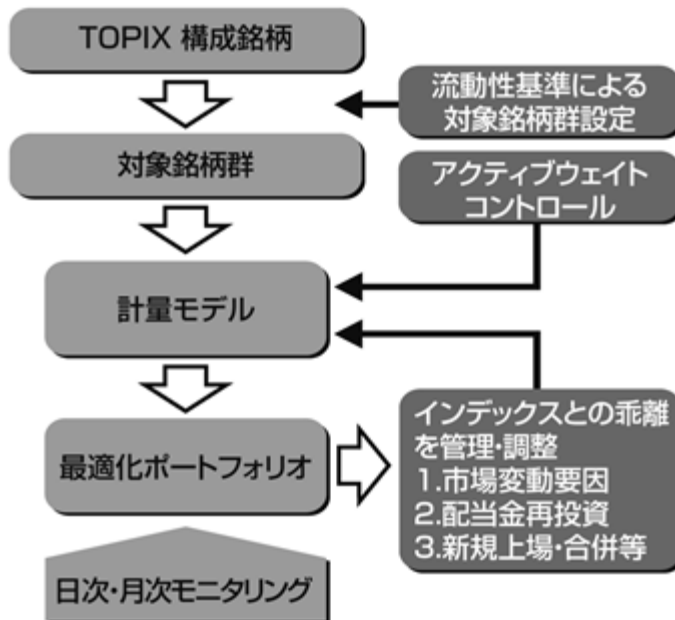 TOPIX 構成銘柄
流動性基準による
対象銘柄群設定
対象銘柄群
アクティブウェイト
コントロール
計量モデル
最適化ポートフォリオ
インデックスとの乖離
を管理・調整
1.市場変動要因
2.配当金再投資
3.新規上場・合併等
日次・月次モニタリング